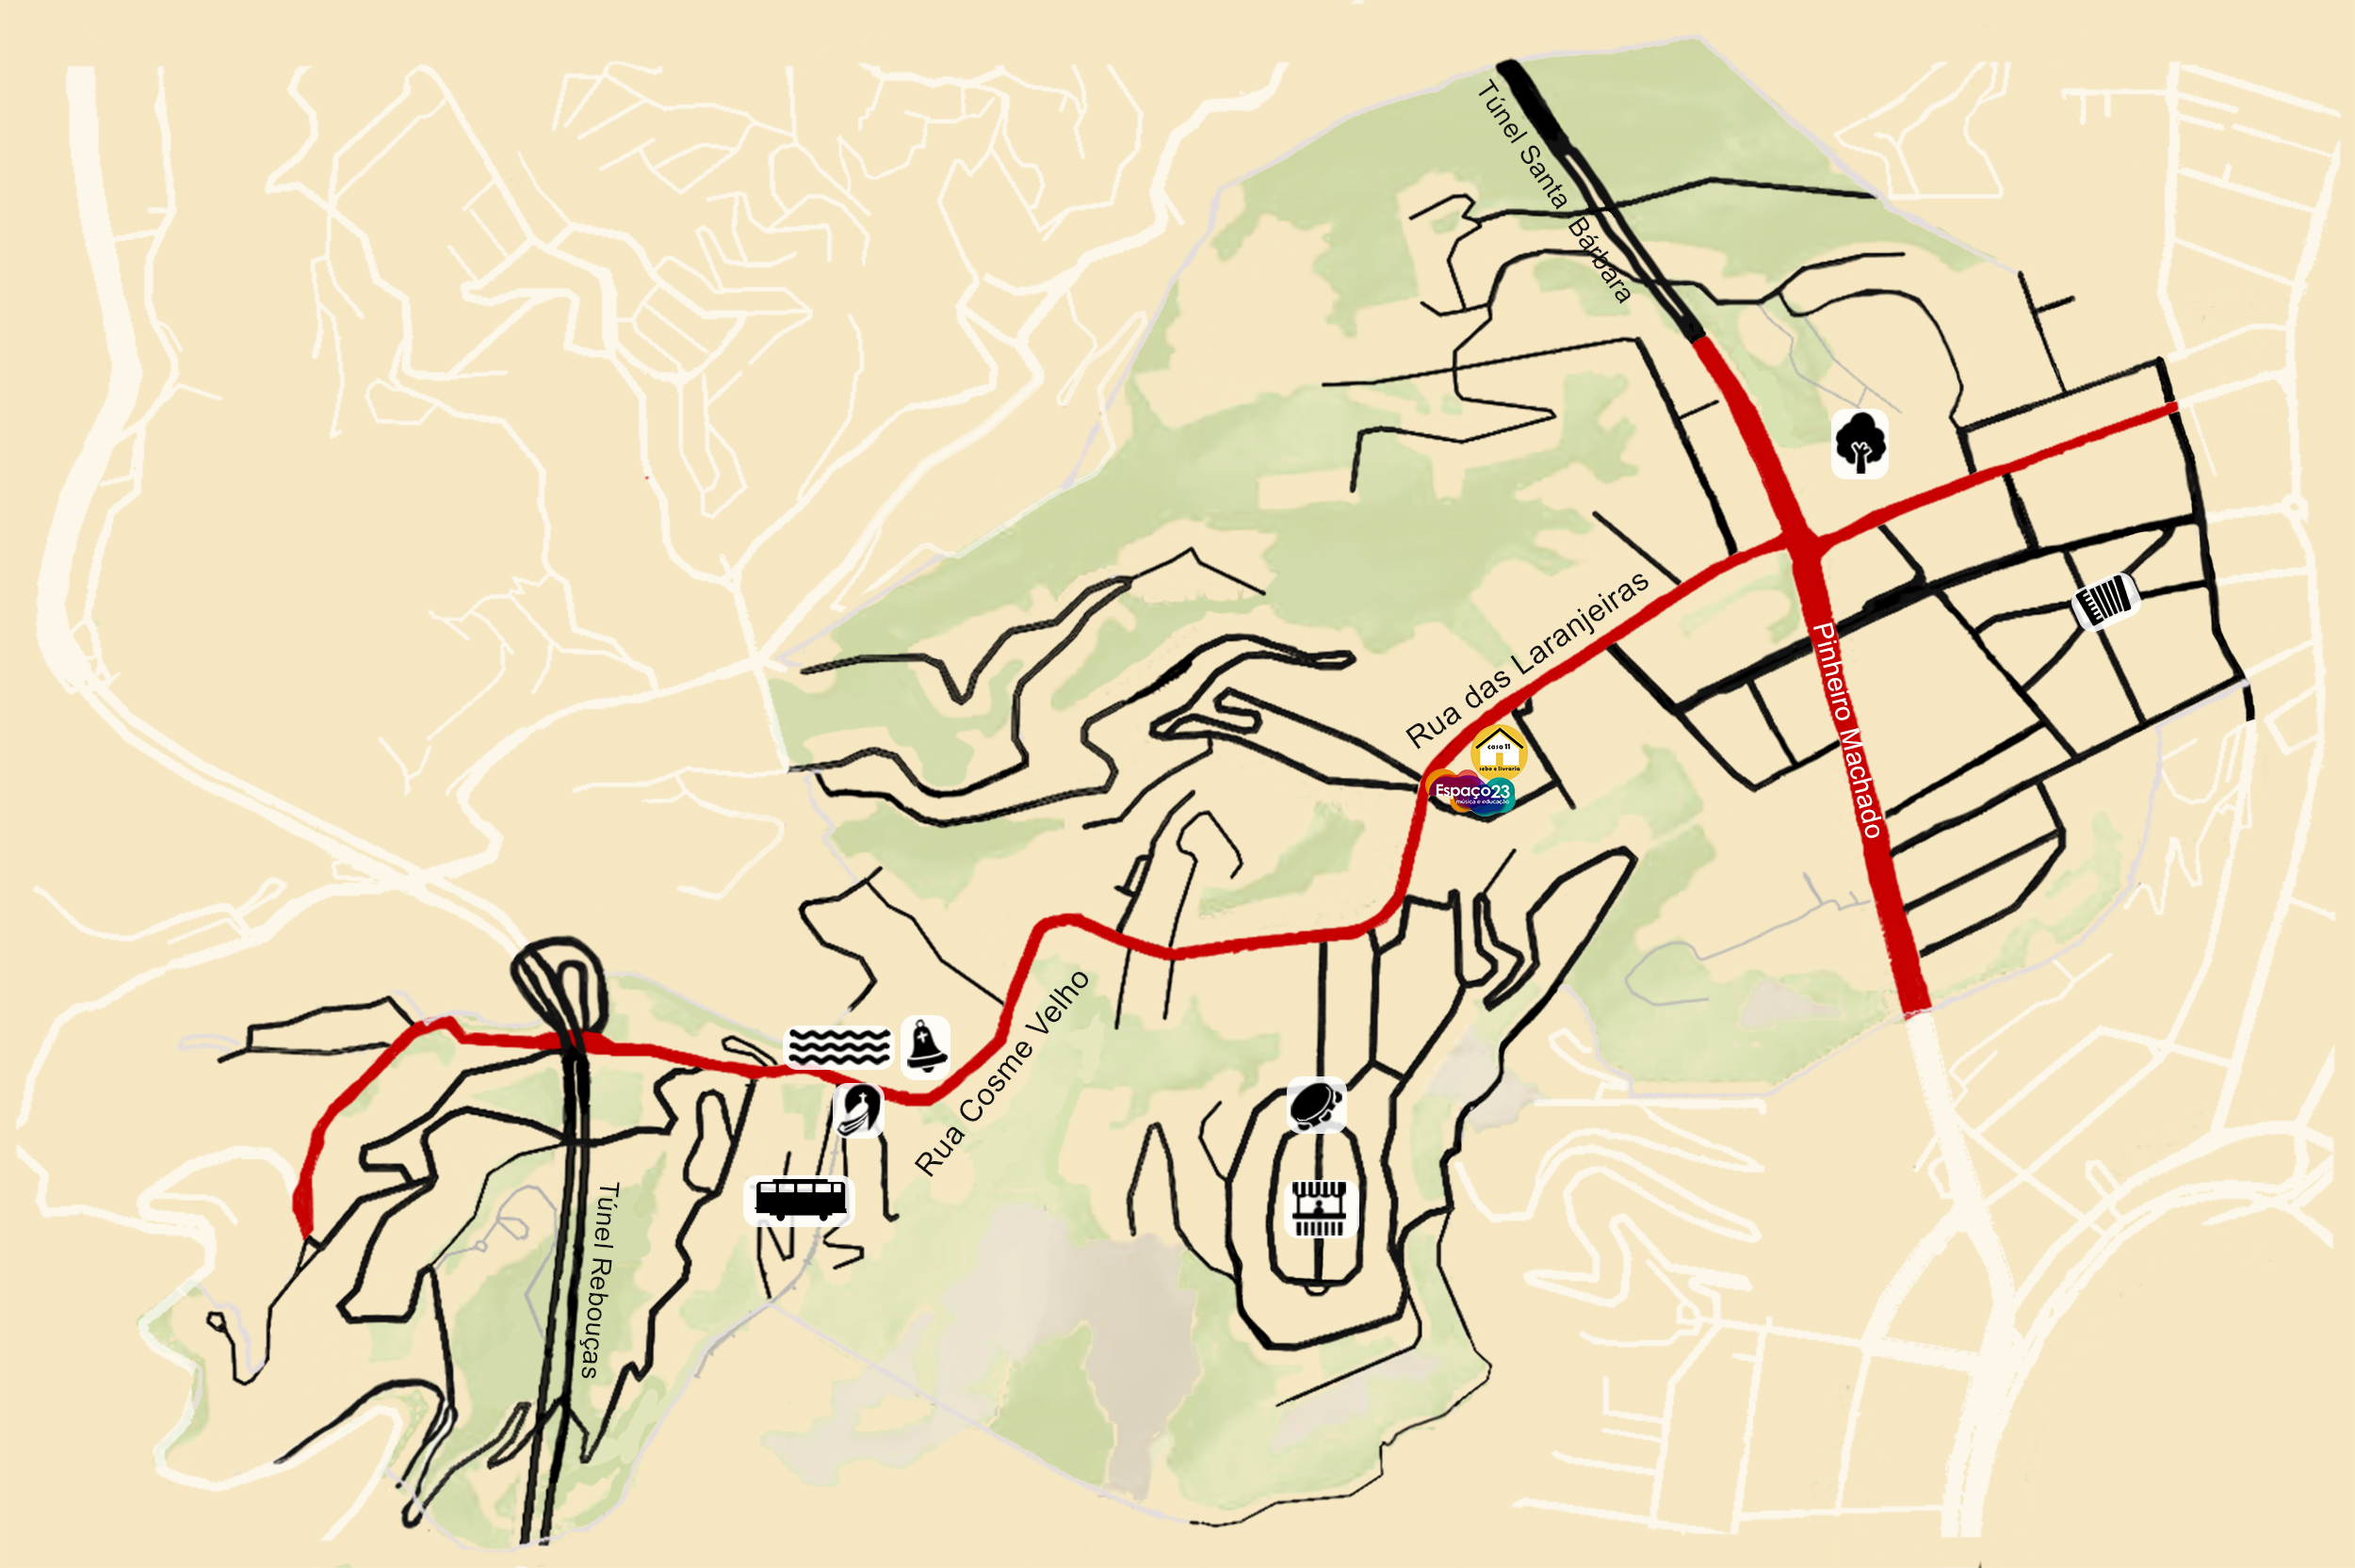 Túnel Santa Bárbara
Rua das Laranjeiras
Pinheiro Machado
casa 11
sebo e livraria
Espaço23
música e educação
Rua Cosme Velho
Túnel Rebouças